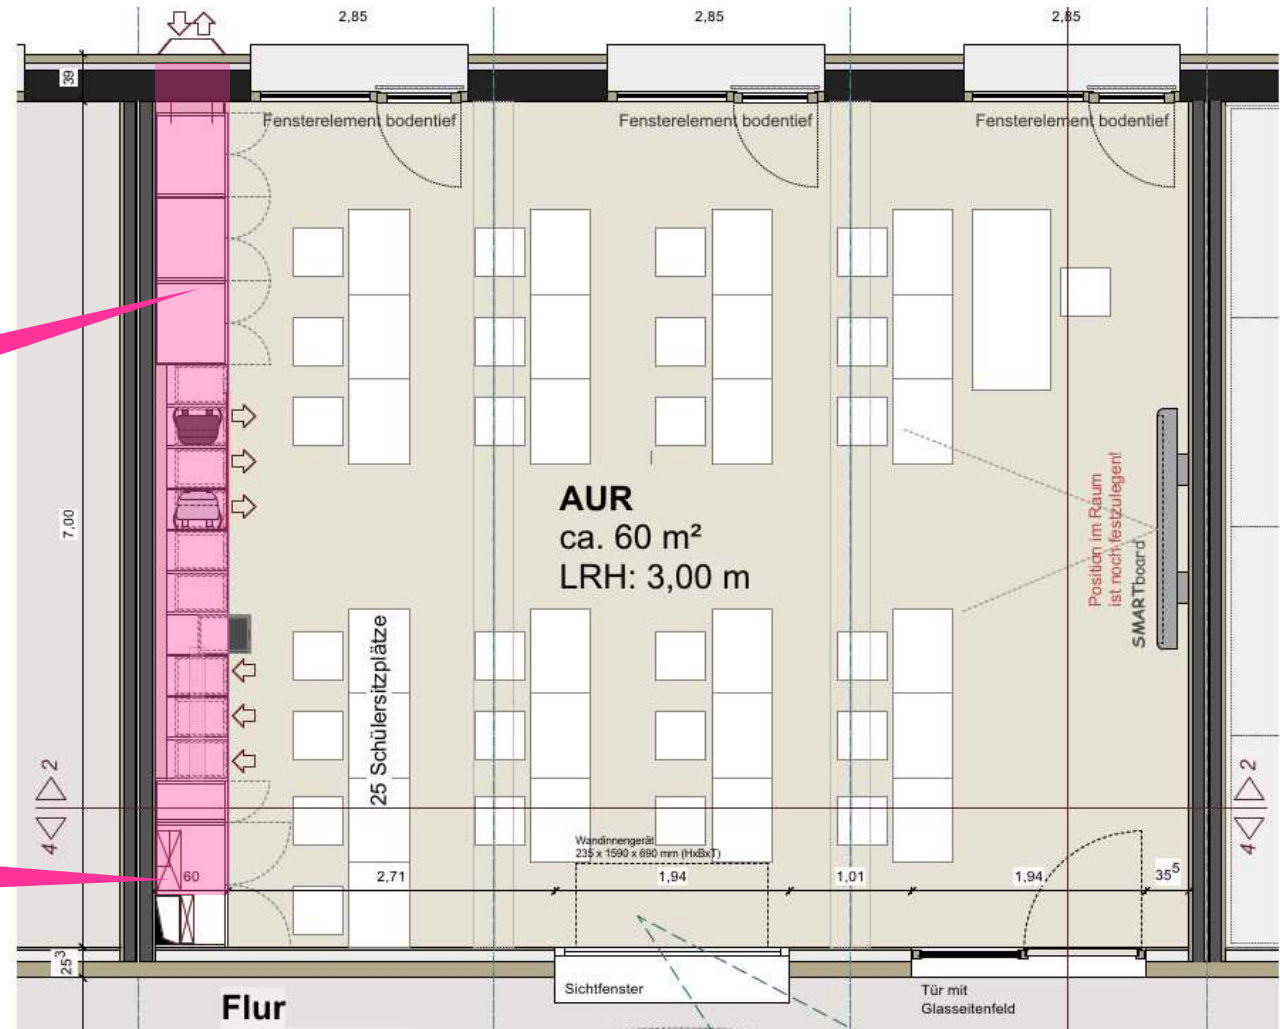 2,85
2,85
2,85
39
Fensterelement bodentief
Fensterelement bodentief
Fensterelement bodentief
7,00
AUR
ca. 60 m²
LRH: 3,00 m
Position im Raum
ist noch festzulegen!
SMARTboard
25 Schülersitzplätze
2
4
2
4
Wandinnengerät
235 x 1590 x 690 mm (HxBxT)
60
2,71
1,94
1,01
1,94
35⁵
25³
Sichtfenster
Tür mit
Glasseitenfeld
Flur